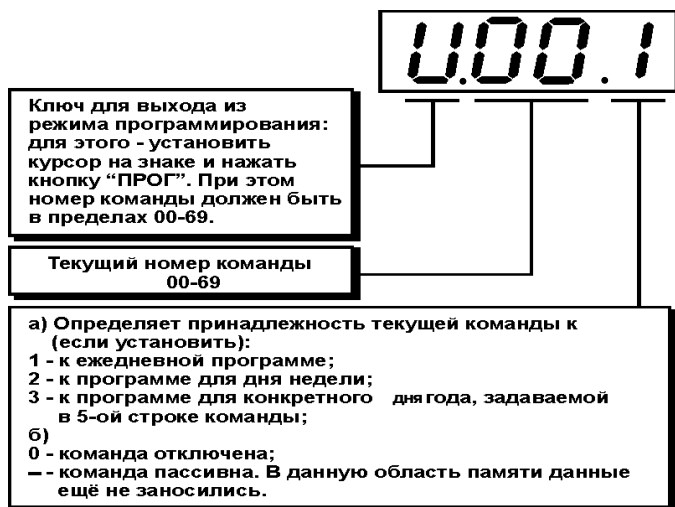 U.00.1
Ключ для выхода из
режима программирования:
для этого - установить
курсор на знаке и нажать
кнопку “ПРОГ”. При этом
номер команды должен быть
в пределах 00-69.
Текущий номер команды
00-69
а) Определяет принадлежность текущей команды к
(если установить):
1 - к ежедневной программе;
2 - к программе для дня недели;
3 - к программе для конкретного дня года, задаваемой
в 5-ой строке команды;
б)
0 - команда отключена;
– - команда пассивна. В данную область памяти данные
ещё не заносились.